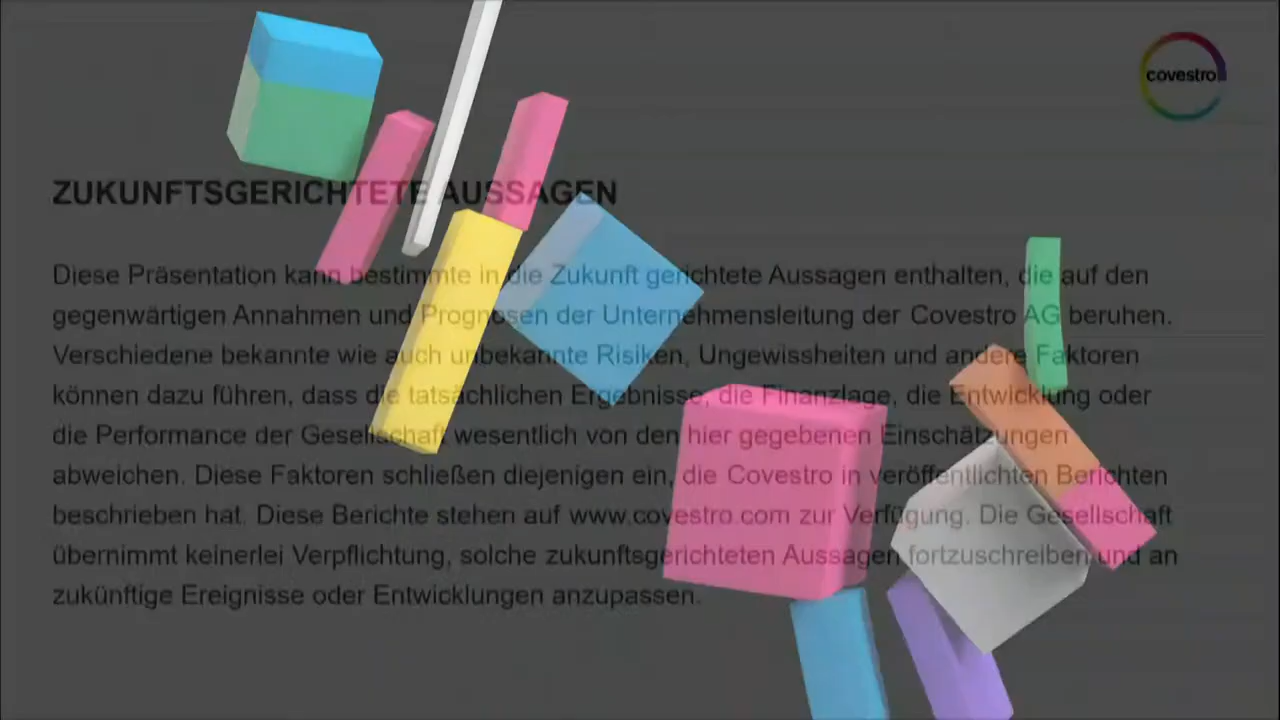 covestro
ZUKUNFTSGERICHTETE AUSSAGEN
Diese Präsentation kann bestimmte in die Zukunft gerichtete Aussagen enthalten, die auf den
gegenwärtigen Annahmen und Prognosen der Unternehmensleitung der Covestro AG beruhen.
Verschiedene bekannte wie auch unbekannte Risiken, Ungewissheiten und andere Faktoren
können dazu führen, dass die tatsächlichen Ergebnisse, die Finanzlage, die Entwicklung oder
die Performance der Gesellschaft wesentlich von den hier gegebenen Einschätzungen
abweichen. Diese Faktoren schließen diejenigen ein, die Covestro in veröffentlichten Berichten
beschrieben hat. Diese Berichte stehen auf www.covestro.com zur Verfügung. Die Gesellschaft
übernimmt keinerlei Verpflichtung, solche zukunftsgerichteten Aussagen fortzuschreiben und an
zukünftige Ereignisse oder Entwicklungen anzupassen.